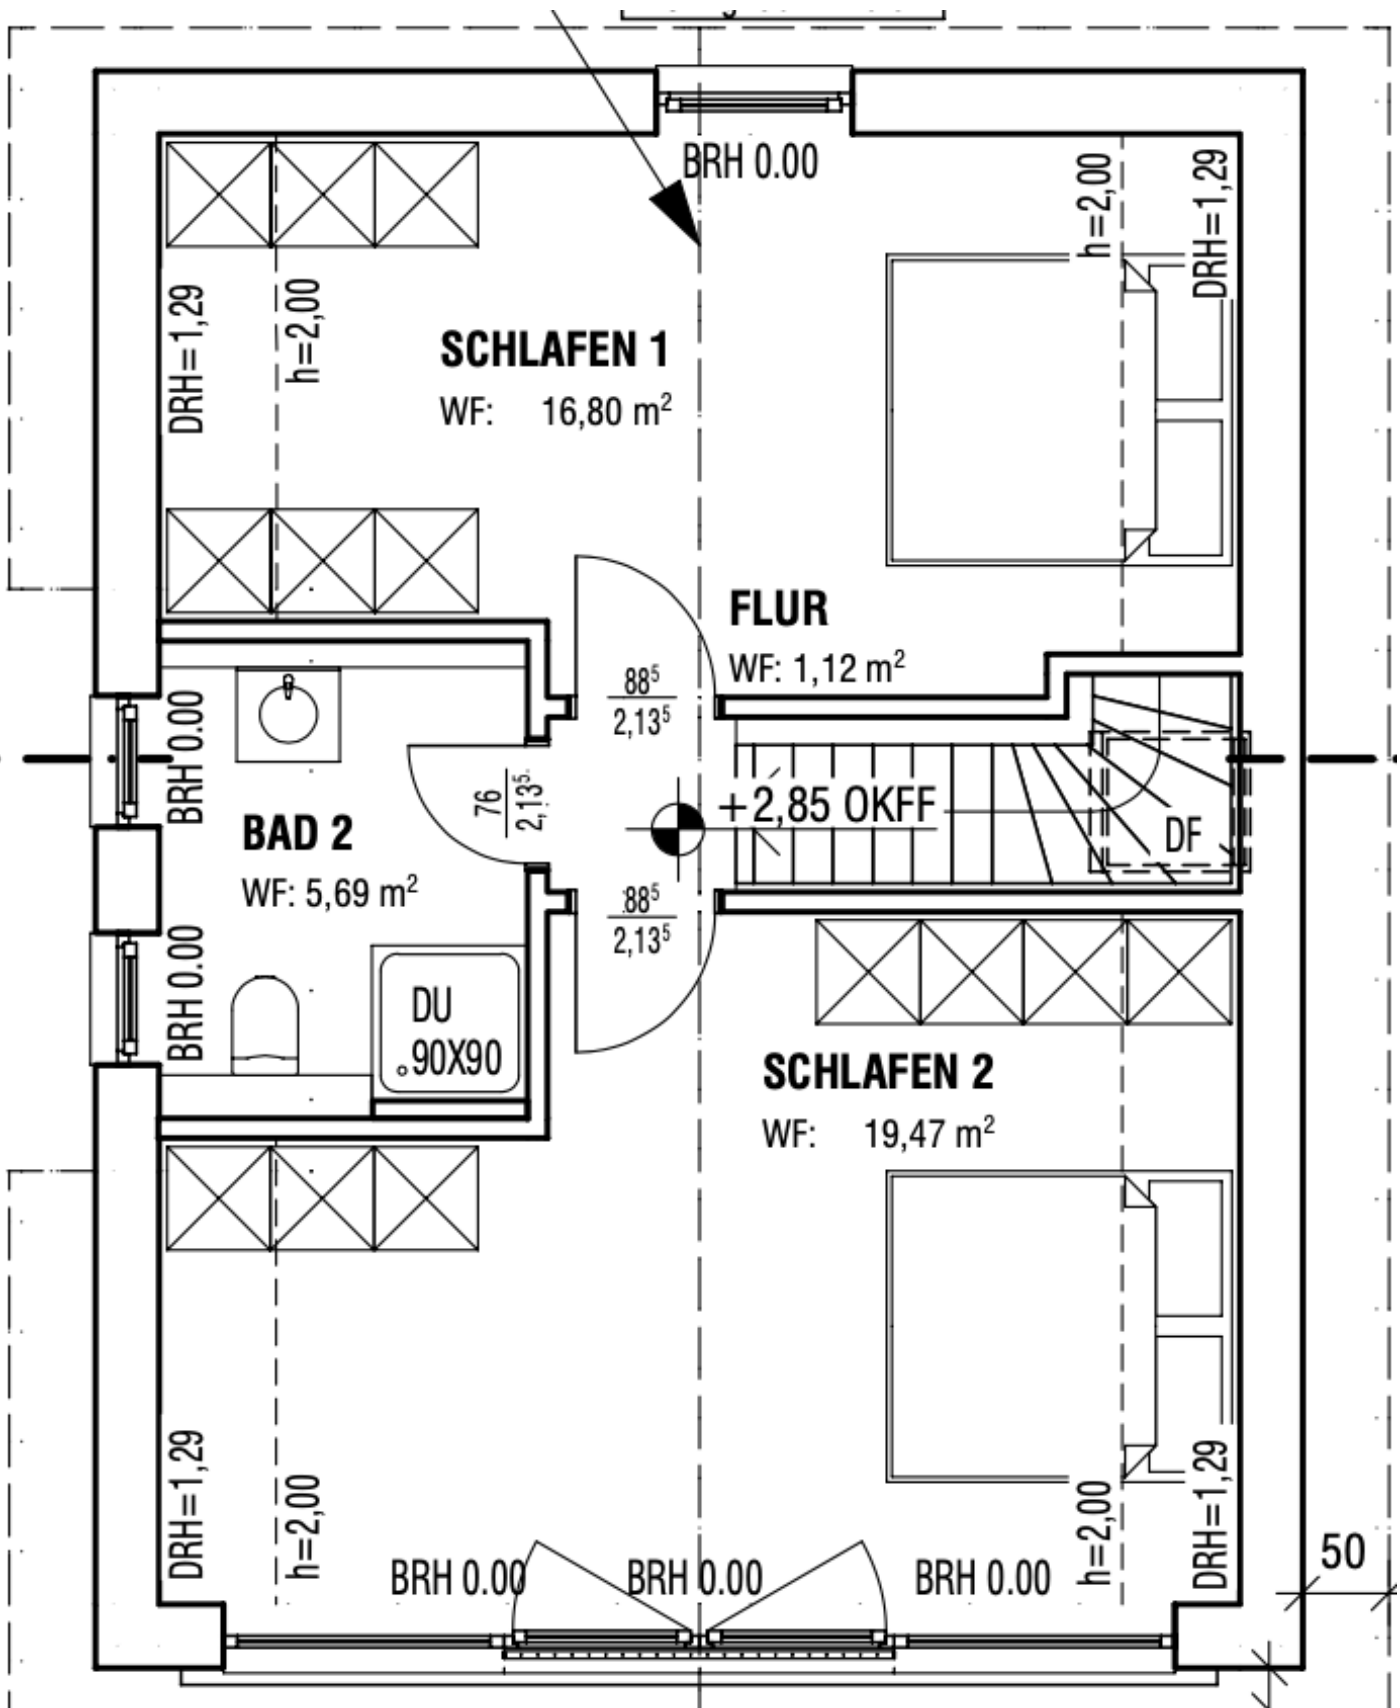 BRH 0.00
h=2,00
DRH=1,29
DRH=1,29
h=2,00
SCHLAFEN 1
WF: 16,80 m²
FLUR
WF: 1,12 m²
88⁵
2,13⁵
BRH 0.00
76
2,13⁵
+2,85 OKFF
DF
BAD 2
WF: 5,69 m²
88⁵
2,13⁵
BRH 0.00
DU
90X90
SCHLAFEN 2
WF: 19,47 m²
DRH=1,29
h=2,00
BRH 0.00
BRH 0.00
BRH 0.00
h=2,00
DRH=1,29
50